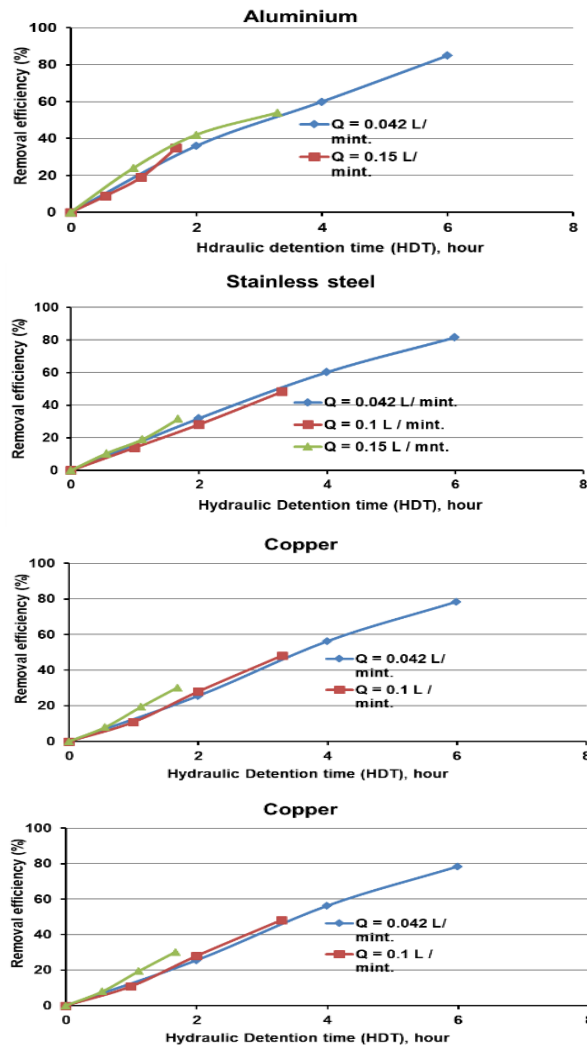 Aluminium
Removal efficiency (%)
100
80
60
40
20
0
Q = 0.042 L/
mint.
Q = 0.15 L/
mint.
0 2 4 6 8
Hdraulic detention time (HDT), hour
Stainless steel
Removal efficiency (%)
100
80
60
40
20
0
Q = 0.042 L/ mint.
Q = 0.1 L / mint.
Q = 0.15 L / mnt.
0 2 4 6 8
Hydraulic Detention time (HDT), hour
Copper
Removal efficiency (%)
100
80
60
40
20
0
Q = 0.042 L/
mint.
Q = 0.1 L /
mint.
0 2 4 6 8
Hydraulic Detention time (HDT), hour
Copper
Removal efficiency (%)
100
80
60
40
20
0
Q = 0.042 L/
mint.
Q = 0.1 L /
mint.
0 2 4 6 8
Hydraulic Detention time (HDT), hour